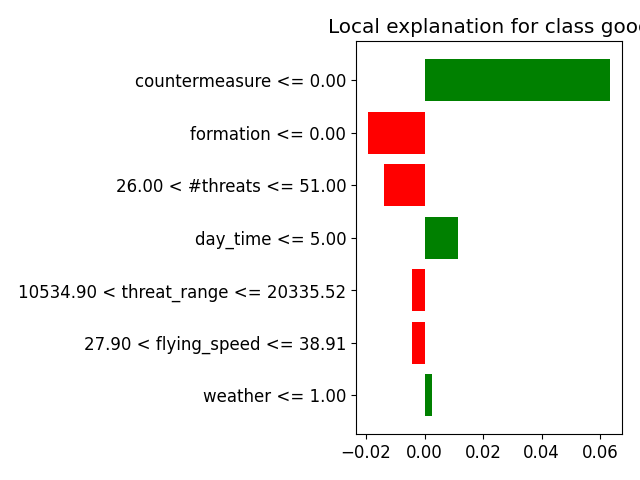 Local explanation for class good
countermeasure <= 0.00
formation <= 0.00
26.00 < #threats <= 51.00
day_time <= 5.00
10534.90 < threat_range <= 20335.52
27.90 < flying_speed <= 38.91
weather <= 1.00
−0.02 0.00 0.02 0.04 0.06